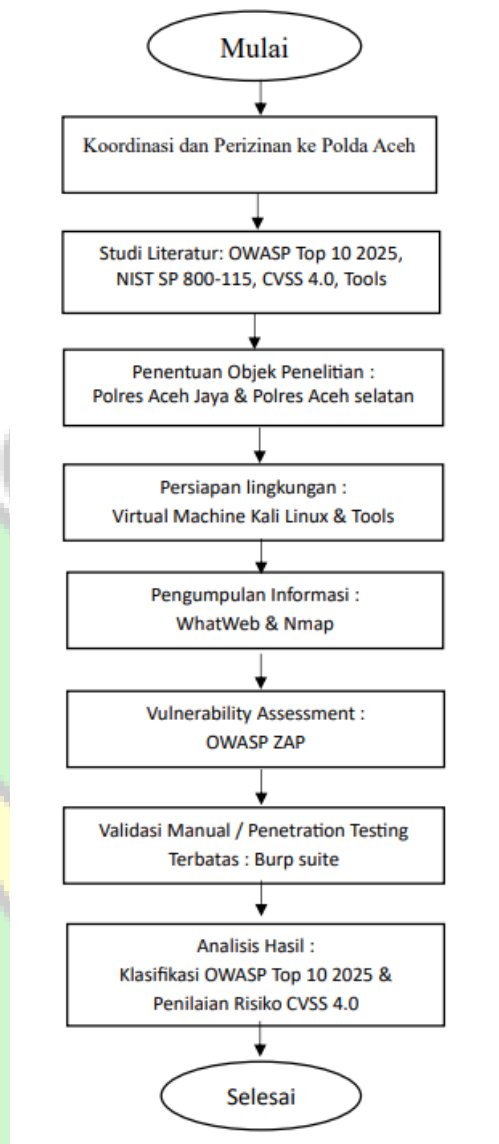 Mulai
Koordinasi dan Perizinan ke Polda Aceh
Studi Literatur: OWASP Top 10 2025,
NIST SP 800-115, CVSS 4.0, Tools
Penentuan Objek Penelitian :
Polres Aceh Jaya & Polres Aceh selatan
Persiapan lingkungan :
Virtual Machine Kali Linux & Tools
Pengumpulan Informasi :
WhatWeb & Nmap
Vulnerability Assessment :
OWASP ZAP
Validasi Manual / Penetration Testing
Terbatas : Burp suite
Analisis Hasil :
Klasifikasi OWASP Top 10 2025 &
Penilaian Risiko CVSS 4.0
Selesai